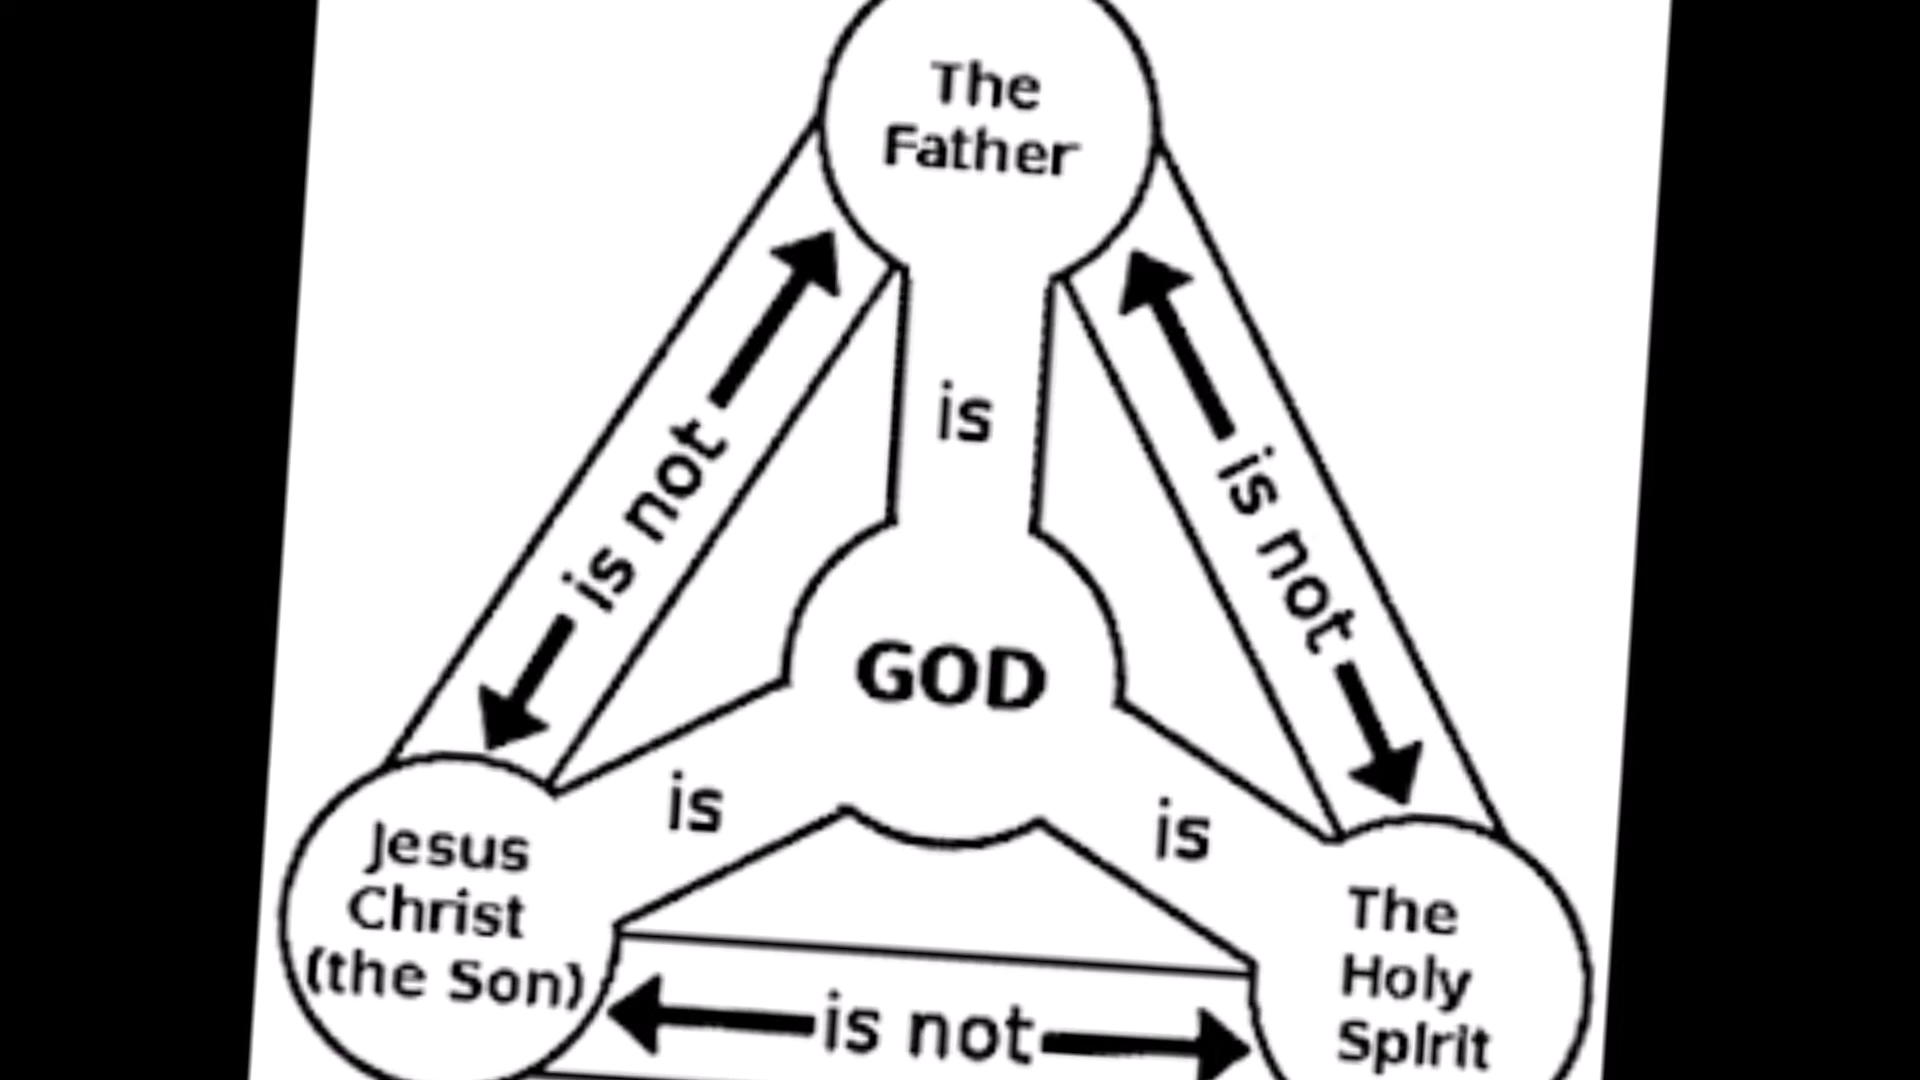 The
Father
is
is not
is not
GOD
is
is
Jesus
Christ
(the Son)
The
Holy
Spirit
is not